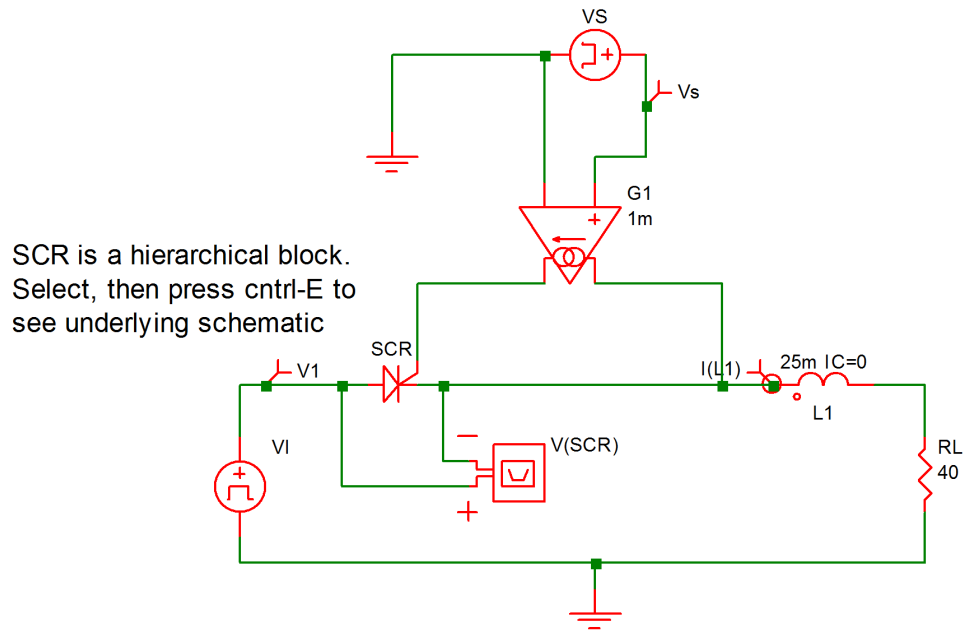 VS
Vs
G1
1m
SCR is a hierarchical block.
Select, then press cntrl-E to
see underlying schematic
SCR
V1
I(L1)
25m IC=0
L1
VI
V(SCR)
RL
40